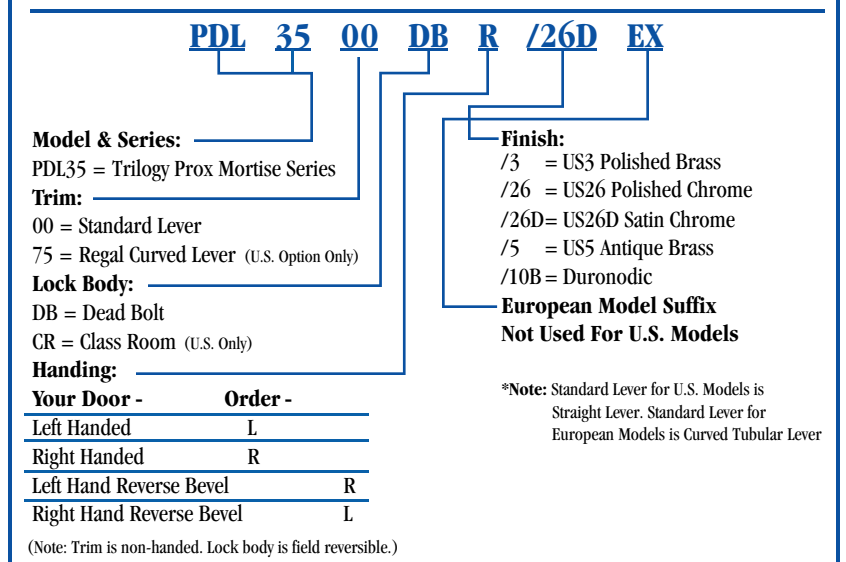 PDL 35 00 DB R /26D EX
Model & Series:
PDL35 = Trilogy Prox Mortise Series
Trim:
00 = Standard Lever
75 = Regal Curved Lever (U.S. Option Only)
Lock Body:
DB = Dead Bolt
CR = Class Room (U.S. Only)
Handing:
Your Door - Order -
Left Handed L
Right Handed R
Left Hand Reverse Bevel R
Right Hand Reverse Bevel L
(Note: Trim is non-handed. Lock body is field reversible.)
Finish:
/3 = US3 Polished Brass
/26 = US26 Polished Chrome
/26D= US26D Satin Chrome
/5 = US5 Antique Brass
/10B = Duronodic
European Model Suffix
Not Used For U.S. Models
*Note: Standard Lever for U.S. Models is
Straight Lever. Standard Lever for
European Models is Curved Tubular Lever